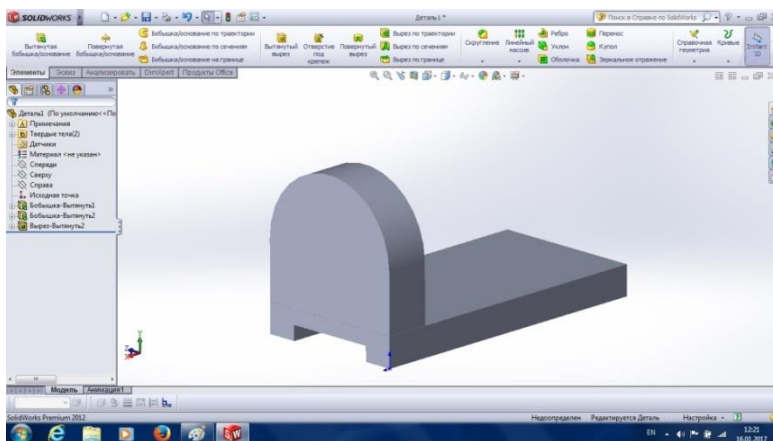 SOLIDWORKS
Деталь1 *
Поиск в Справке по SolidWorks
Вытянутая бобышка/основание
Повернутая бобышка/основание
Бобышка/основание по траектории
Бобышка/основание по сечениям
Бобышка/основание на границе
Вытянутый вырез
Отверстие под крепеж
Повернутый вырез
Вырез по траектории
Вырез по сечениям
Вырез по границе
Скругление
Линейный массив
Ребро
Уклон
Оболочка
Перенос
Купол
Зеркальное отражение
Справочная геометрия
Кривые
Instant 3D
Элементы
Эскиз
Анализировать
DimXpert
Продукты Office
Деталь1 (По умолчанию<<По
Примечания
Твердые тела(2)
Датчики
Материал <не указан>
Спереди
Сверху
Справа
Исходная точка
Бобышка-Вытянуть1
Бобышка-Вытянуть2
Вырез-Вытянуть2
Модель
Анимация1
SolidWorks Premium 2012
Недоопределен
Редактируется Деталь
Настройка
EN
12:21
16.01.2017